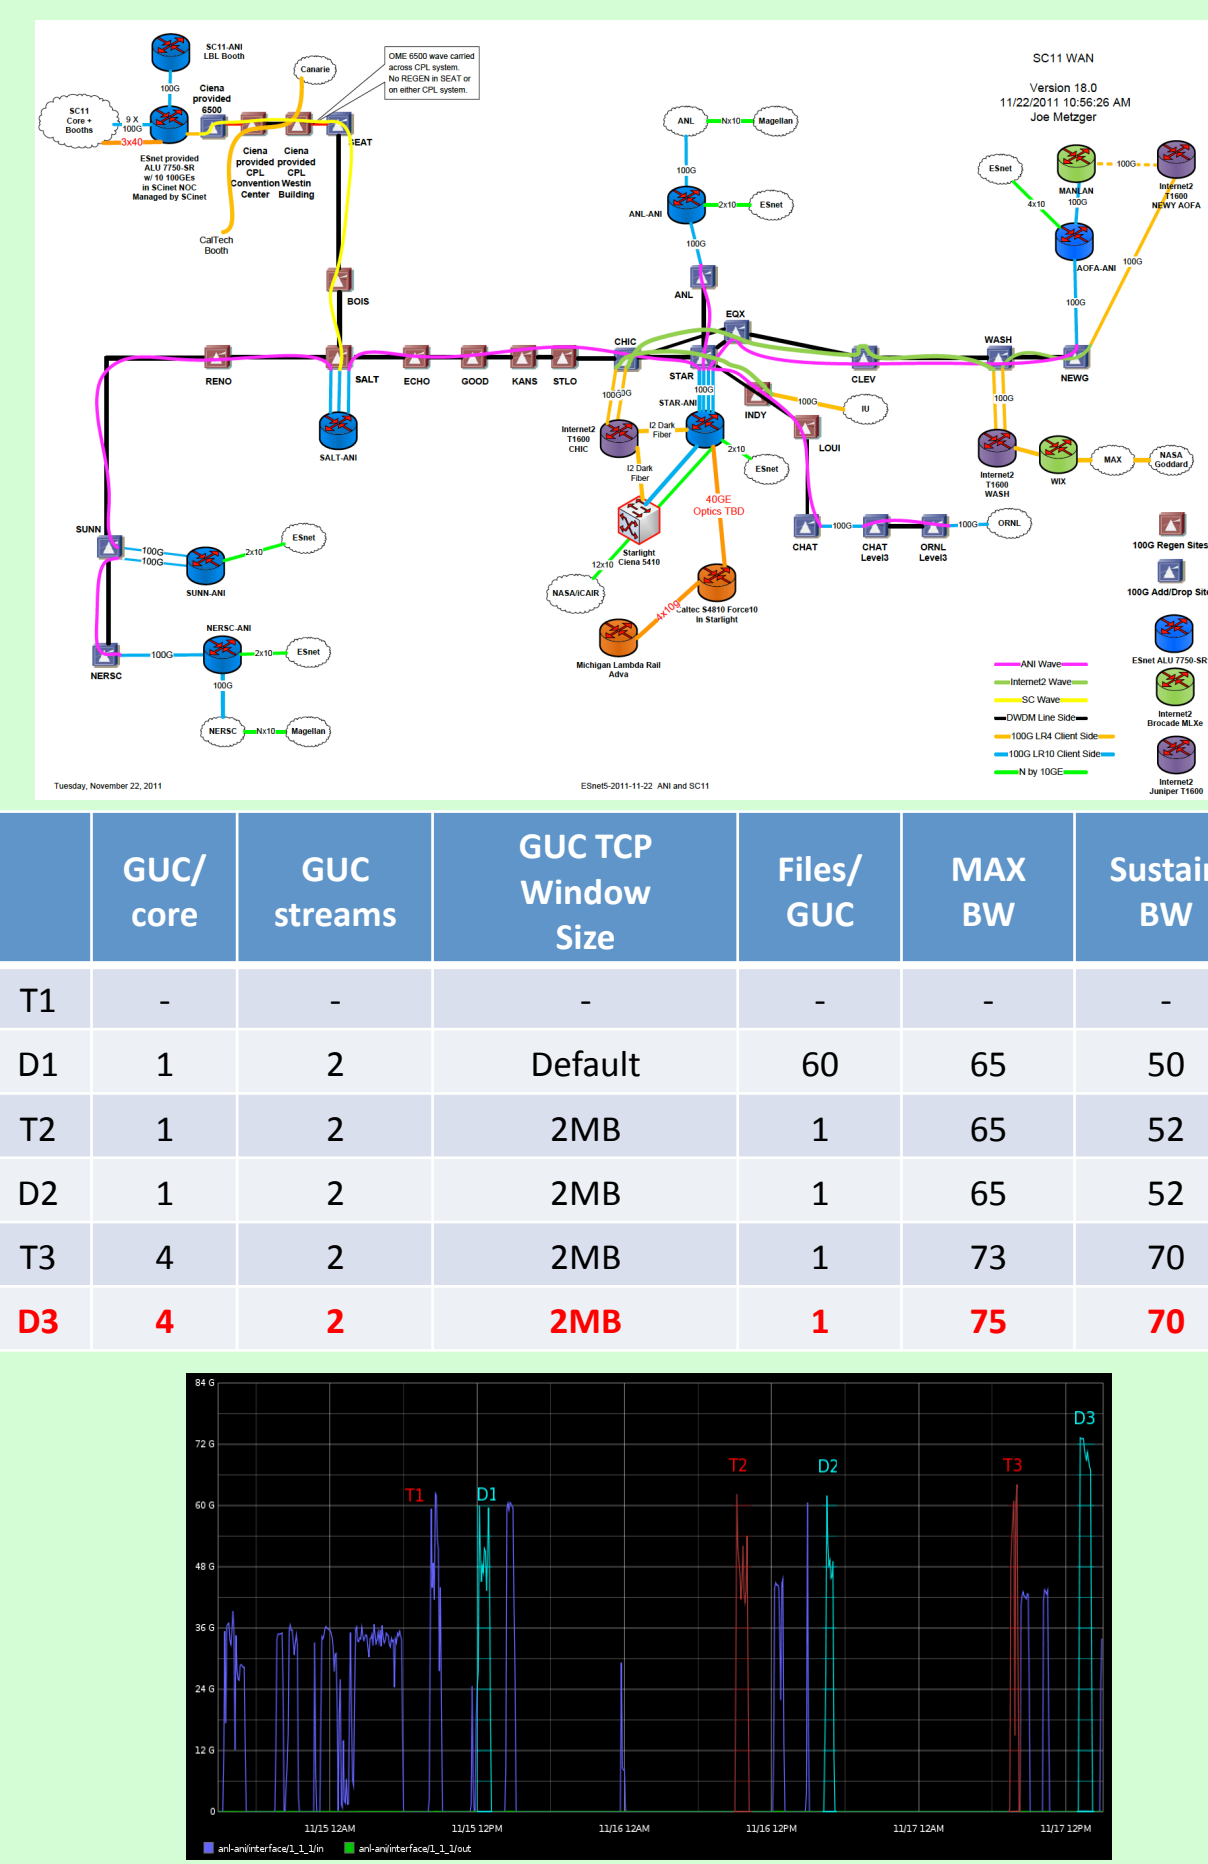 SC11-ANI
LBL Booth
100G
SC11
Core +
Booths
9 X
100G
3x40
Ciena
provided
6500
ESnet provided
ALU 7750-SR
w/ 10 100GEs
in SCinet NOC
Managed by SCinet
Ciena
provided
CPL
Convention
Center
Ciena
provided
CPL
Westin
Building
Canarie
OME 6500 wave carried
across CPL system.
No REGEN in SEAT or
on either CPL system.
SEAT
CalTech
Booth
BOIS
SC11 WAN
Version 18.0
11/22/2011 10:56:26 AM
Joe Metzger
ANL
Nx10
Magellan
100G
ANL-ANI
2x10
ESnet
100G
ANL
ESnet
4x10
MANLAN
100G
100G
Internet2
T1600
NEWY AOFA
AOFA-ANI
100G
100G
RENO
SALT
ECHO
GOOD
KANS
STLO
CHIC
STAR
EQX
CLEV
WASH
NEWG
SALT-ANI
100G
Internet2
T1600
CHIC
I2 Dark
Fiber
I2 Dark
Fiber
STAR-ANI
100G
INDY
100G
IU
LOUI
2x10
ESnet
40GE
Optics TBD
Starlight
Ciena 5410
12x10
NASA/iCAIR
Caltec S4810 Force10
In Starlight
4x10g
Michigan Lambda Rail
Adva
100G
Internet2
T1600
WASH
WIX
MAX
NASA
Goddard
CHAT
100G
CHAT
Level3
ORNL
Level3
100G
ORNL
SUNN
100G
100G
SUNN-ANI
2x10
ESnet
NERSC
100G
NERSC-ANI
2x10
ESnet
100G
NERSC
Nx10
Magellan
100G Regen Sites
100G Add/Drop Site
ESnet ALU 7750-SR
Internet2
Brocade MLXe
Internet2
Juniper T1600
ANI Wave
Internet2 Wave
SC Wave
DWDM Line Side
100G LR4 Client Side
100G LR10 Client Side
N by 10GE
Tuesday, November 22, 2011
ESnet5-2011-11-22 ANI and SC11
GUC/
core
GUC
streams
GUC TCP
Window
Size
Files/
GUC
MAX
BW
Sustain
BW
T1 - - - - - -
D1 1 2 Default 60 65 50
T2 1 2 2MB 1 65 52
D2 1 2 2MB 1 65 52
T3 4 2 2MB 1 73 70
D3 4 2 2MB 1 75 70
84 G
72 G
60 G
48 G
36 G
24 G
12 G
0
T1
D1
T2
D2
T3
D3
11/15 12AM
11/15 12PM
11/16 12AM
11/16 12PM
11/17 12AM
11/17 12PM
anl-ani/interface/1_1_1/in
anl-ani/interface/1_1_1/out